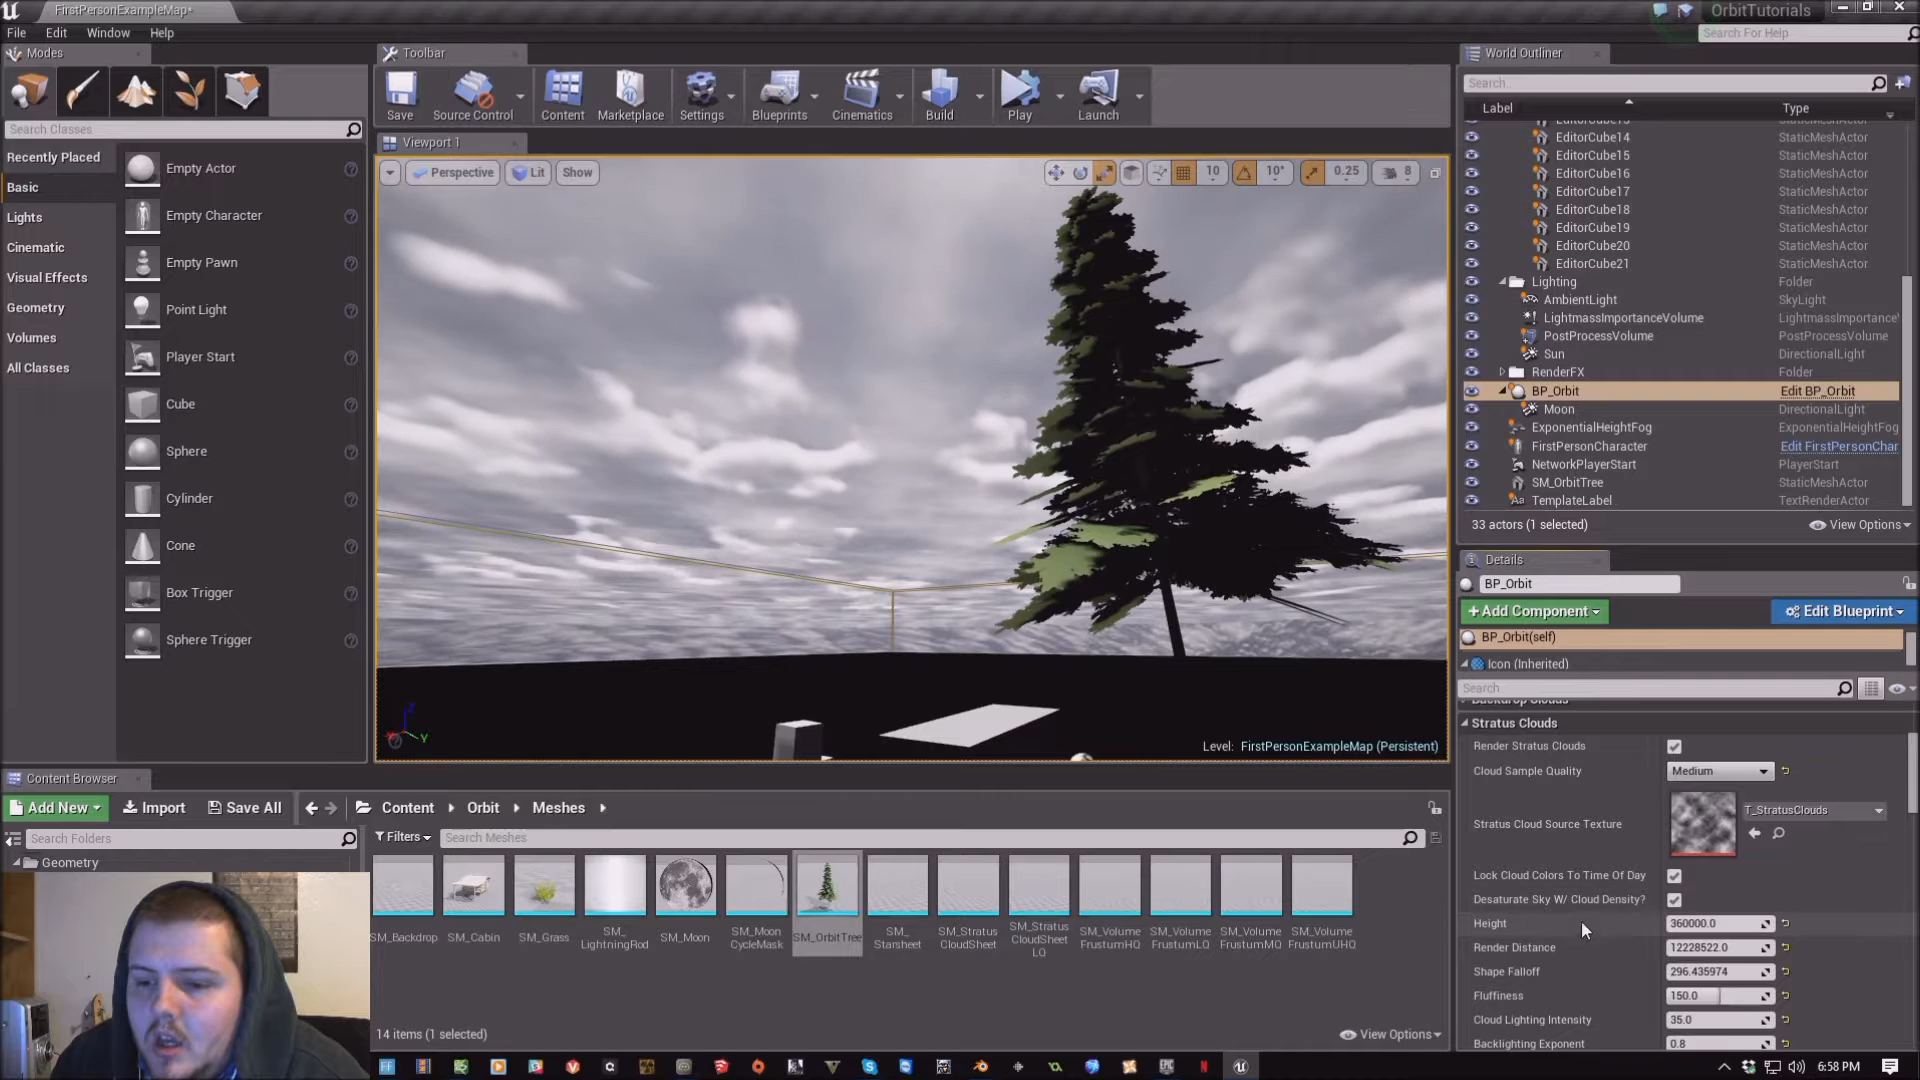 FirstPersonExampleMap*
OrbitTutorials
File Edit Window Help
Search For Help
Modes
Toolbar
World Outliner
Save Source Control Content Marketplace Settings Blueprints Cinematics Build Play Launch
Search Classes
Search...
Label Type
Recently Placed
Basic
Lights
Cinematic
Visual Effects
Geometry
Volumes
All Classes
Empty Actor
Empty Character
Empty Pawn
Point Light
Player Start
Cube
Sphere
Cylinder
Cone
Box Trigger
Sphere Trigger
Viewport 1
Perspective Lit Show
10 10° 0.25 8
Level: FirstPersonExampleMap (Persistent)
EditorCube14 StaticMeshActor
EditorCube15 StaticMeshActor
EditorCube16 StaticMeshActor
EditorCube17 StaticMeshActor
EditorCube18 StaticMeshActor
EditorCube19 StaticMeshActor
EditorCube20 StaticMeshActor
EditorCube21 StaticMeshActor
Lighting Folder
AmbientLight SkyLight
LightmassImportanceVolume LightmassImportance
PostProcessVolume PostProcessVolume
Sun DirectionalLight
RenderFX Folder
BP_Orbit Edit BP_Orbit
Moon DirectionalLight
ExponentialHeightFog ExponentialHeightFog
FirstPersonCharacter Edit FirstPersonChar
NetworkPlayerStart PlayerStart
SM_OrbitTree StaticMeshActor
TemplateLabel TextRenderActor
33 actors (1 selected) View Options
Details
BP_Orbit
+Add Component Edit Blueprint
BP_Orbit(self)
Icon (Inherited)
Search
Backdrop Clouds
Stratus Clouds
Render Stratus Clouds
Cloud Sample Quality Medium
Stratus Cloud Source Texture T_StratusClouds
Lock Cloud Colors To Time Of Day
Desaturate Sky W/ Cloud Density?
Height 360000.0
Render Distance 12228522.0
Shape Falloff 296.435974
Fluffiness 150.0
Cloud Lighting Intensity 35.0
Backlighting Exponent 0.8
Content Browser
Add New Import Save All Content Orbit Meshes
Search Folders
Filters Search Meshes
Geometry
SM_Backdrop
SM_Cabin
SM_Grass
SM_
LightningRod
SM_Moon
SM_Moon
CycleMask
SM_OrbitTree
SM_
Starsheet
SM_Stratus
CloudSheet
SM_Stratus
CloudSheet
LQ
SM_Volume
FrustumHQ
SM_Volume
FrustumLQ
SM_Volume
FrustumMQ
SM_Volume
FrustumUHQ
14 items (1 selected) View Options
6:58 PM